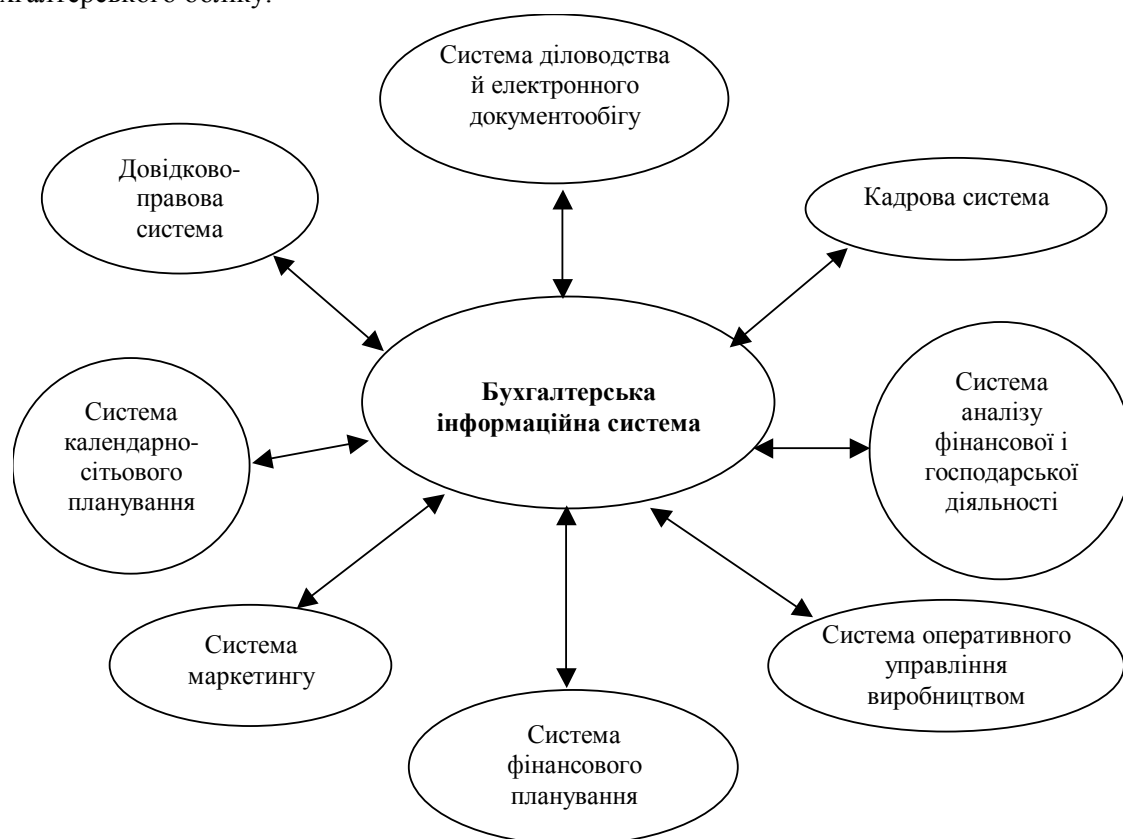 хгалтерського обліку.
Система діловодства
й електронного
документообігу
Довідково-
правова
система
Кадрова система
Бухгалтерська
інформаційна система
Система
аналізу
фінансової і
господарської
діяльності
Система
календарно-
сітьового
планування
Система
маркетингу
Система оперативного
управління
виробництвом
Система
фінансового
планування